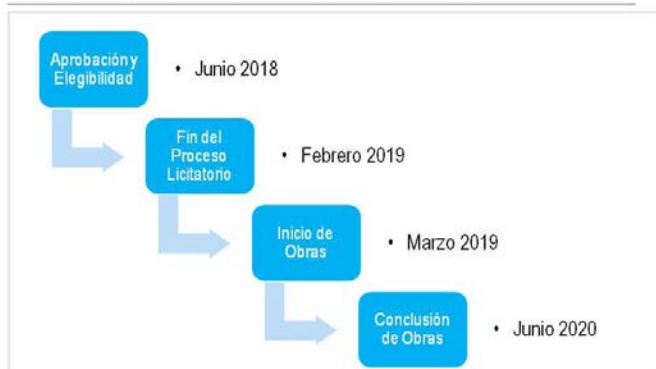 Aprobación y
Elegibilidad
• Junio 2018
Fin del
Proceso
Licitatorio
• Febrero 2019
Inicio de
Obras
• Marzo 2019
Conclusión
de Obras
• Junio 2020